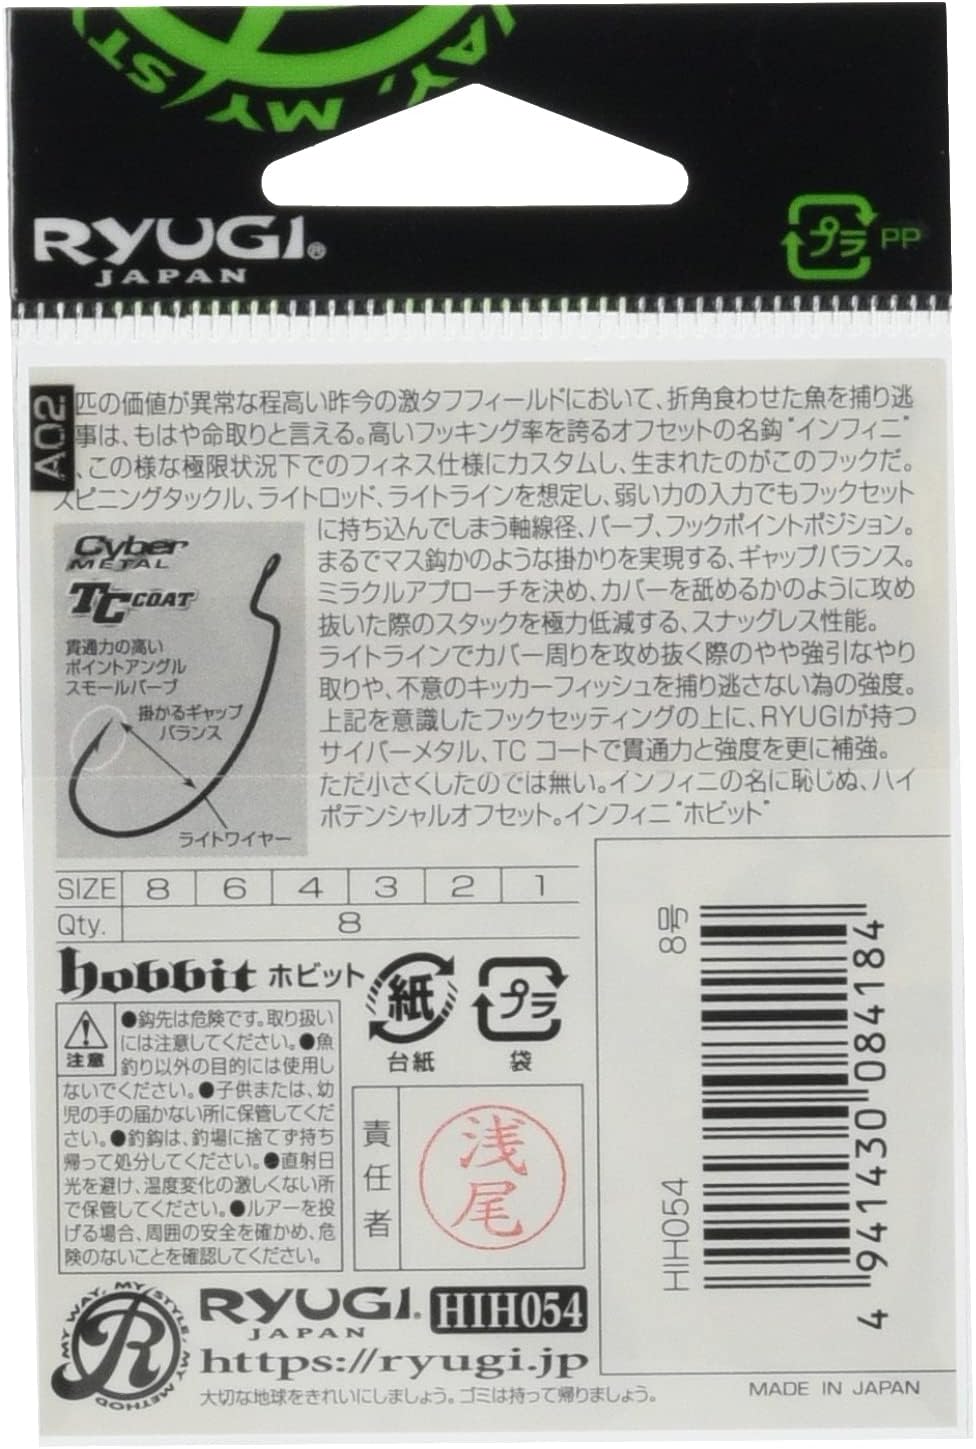 WAY, MY ST
RYUGI®
JAPAN
プラ PP
A02
匹の価値が異常な程高い昨今の激タフフィールドにおいて、折角食わせた魚を捕り逃
事は、もはや命取りと言える。高いフッキング率を誇るオフセットの名鈎"インフィニ"
、この様な極限状況下でのフィネス仕様にカスタムし、生まれたのがこのフックだ。
スピニングタックル、ライトロッド、ライトラインを想定し、弱い力の入力でもフックセット
に持ち込んでしまう軸線径、バーブ、フックポイントポジション。
まるでマス鈎かのような掛かりを実現する、ギャップバランス。
ミラクルアプローチを決め、カバーを舐めるかのように攻め
抜いた際のスタックを極力低減する、スナッグレス性能。
ライトラインでカバー周りを攻め抜く際のやや強引なやり
取りや、不意のキッカーフィッシュを捕り逃さない為の強度。
上記を意識したフックセッティングの上に、RYUGIが持つ
サイバーメタル、TC コートで貫通力と強度を更に補強。
ただ小さくしたのでは無い。インフィニの名に恥じぬ、ハイ
ポテンシャルオフセット。インフィニ"ホビット"
Cyber
METAL
TC COAT
貫通力の高い
ポイントアングル
スモールバーブ
掛かるギャップ
バランス
ライトワイヤー
SIZE 8 6 4 3 2 1
Qty. 8
hobbit ホビット
紙
台紙
プラ
袋
注意
●鈎先は危険です。取り扱い
には注意してください。●魚
釣り以外の目的には使用し
ないでください。●子供または、幼
児の手の届かない所に保管してくだ
さい。●釣鈎は、釣場に捨てず持ち
帰って処分してください。●直射日
光を避け、温度変化の激しくない所
で保管してください。●ルアーを投
げる場合、周囲の安全を確かめ、危
険のないことを確認してください。
責任者
浅尾
8号
HIH054
4 941430 084184
MY WAY, MY STYLE, MY METHOD
R
RYUGI.
JAPAN
HIH054
https://ryugi.jp
大切な地球をきれいにしましょう。ゴミは持って帰りましょう。
MADE IN JAPAN